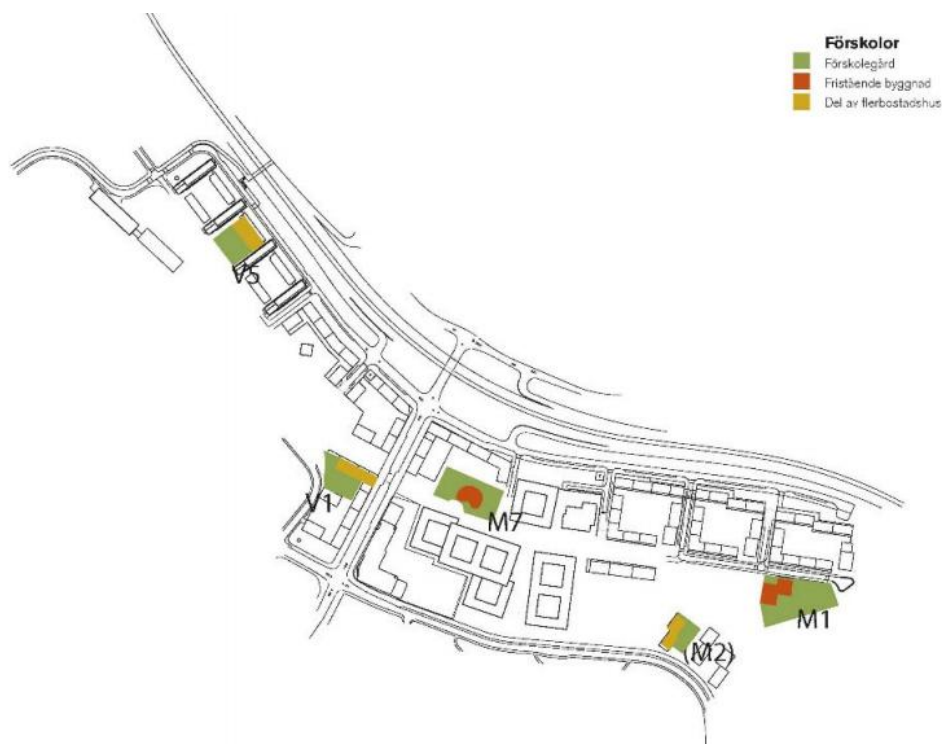 Förskolor
Förskolegård
Fristående byggnad
Del av flerbostadshus
V5
V1
M7
M1
(M2)